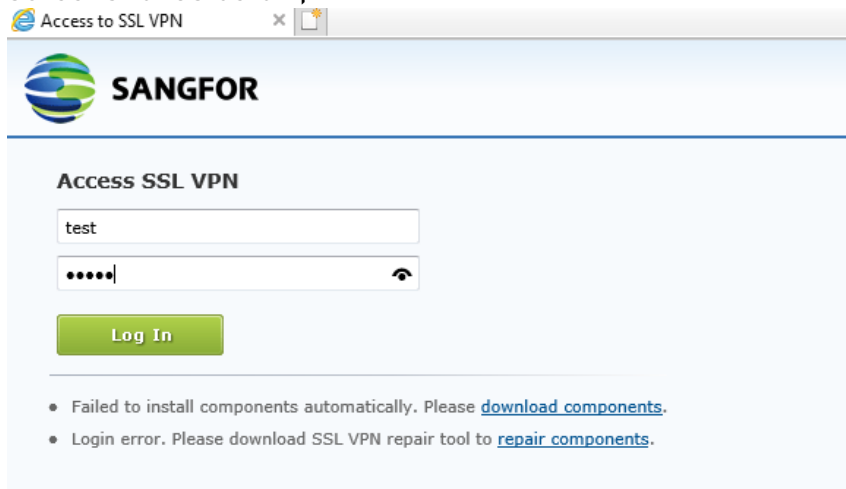 Access to SSL VPN
SANGFOR
Access SSL VPN
test
•••••
Log In
• Failed to install components automatically. Please download components.
• Login error. Please download SSL VPN repair tool to repair components.